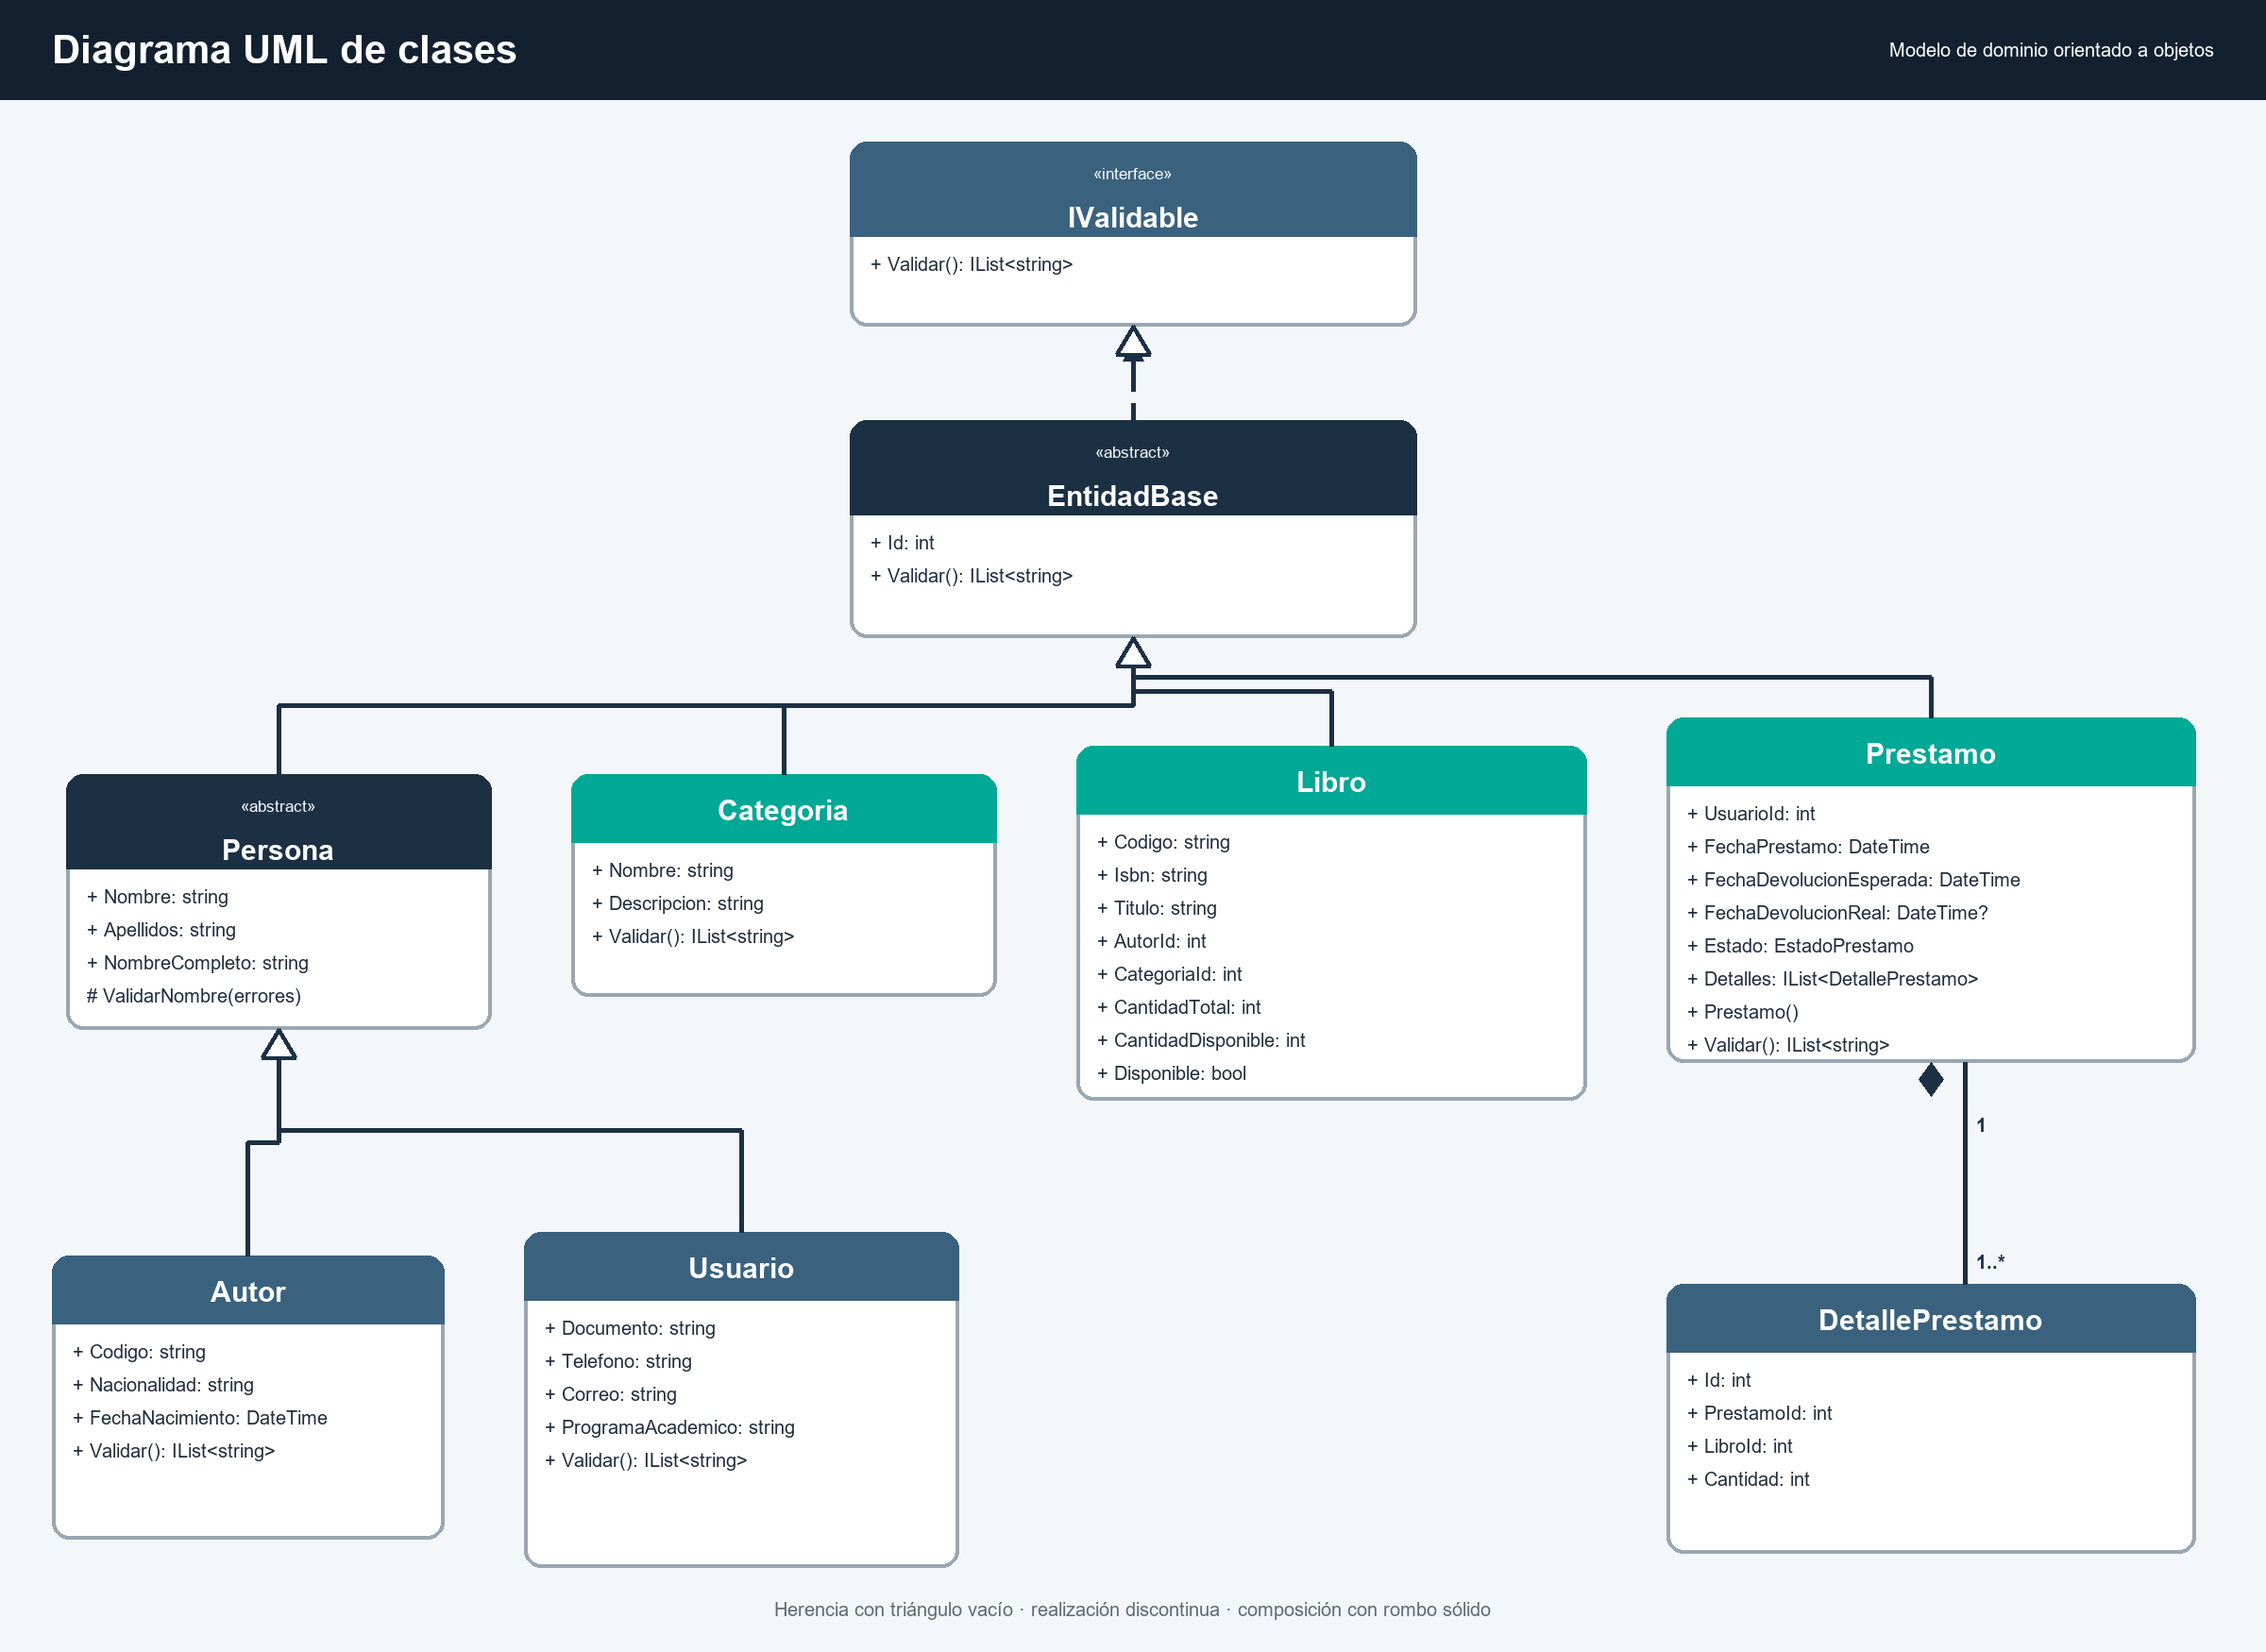 Diagrama UML de clases
Modelo de dominio orientado a objetos
«interface»
IValidable
+ Validar(): IList<string>
«abstract»
EntidadBase
+ Id: int
+ Validar(): IList<string>
«abstract»
Persona
+ Nombre: string
+ Apellidos: string
+ NombreCompleto: string
# ValidarNombre(errores)
Categoria
+ Nombre: string
+ Descripcion: string
+ Validar(): IList<string>
Libro
+ Codigo: string
+ Isbn: string
+ Titulo: string
+ AutorId: int
+ CategoriaId: int
+ CantidadTotal: int
+ CantidadDisponible: int
+ Disponible: bool
Prestamo
+ UsuarioId: int
+ FechaPrestamo: DateTime
+ FechaDevolucionEsperada: DateTime
+ FechaDevolucionReal: DateTime?
+ Estado: EstadoPrestamo
+ Detalles: IList<DetallePrestamo>
+ Prestamo()
+ Validar(): IList<string>
1
1..*
Autor
+ Codigo: string
+ Nacionalidad: string
+ FechaNacimiento: DateTime
+ Validar(): IList<string>
Usuario
+ Documento: string
+ Telefono: string
+ Correo: string
+ ProgramaAcademico: string
+ Validar(): IList<string>
DetallePrestamo
+ Id: int
+ PrestamoId: int
+ LibroId: int
+ Cantidad: int
Herencia con triángulo vacío · realización discontinua · composición con rombo sólido